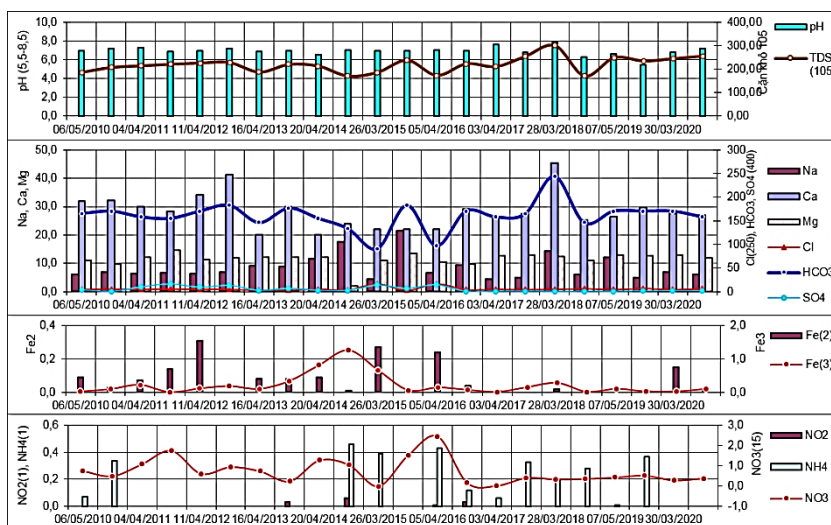 10,0
8,0
6,0
4,0
2,0
0,0
pH (5,5-8,5)
400,00
300,00
200,00
100,00
0,00
Cặn khô 105
pH
TDS
(105)
06/05/2010 04/04/2011 11/04/2012 16/04/2013 20/04/2014 26/03/2015 05/04/2016 03/04/2017 28/03/2018 07/05/2019 30/03/2020
50,0
40,0
30,0
20,0
10,0
0,0
Na, Ca, Mg
300
250
200
150
100
50
0
Cl(250), HCO3, SO4 (400)
Na
Ca
Mg
Cl
HCO3
SO4
06/05/2010 04/04/2011 11/04/2012 16/04/2013 20/04/2014 26/03/2015 05/04/2016 03/04/2017 28/03/2018 07/05/2019 30/03/2020
0,4
0,2
0,0
Fe2
2,0
1,0
0,0
Fe3
Fe(2)
Fe(3)
06/05/2010 04/04/2011 11/04/2012 16/04/2013 20/04/2014 26/03/2015 05/04/2016 03/04/2017 28/03/2018 07/05/2019 30/03/2020
0,6
0,4
0,2
0,0
NO2(1), NH4(1)
3,0
2,0
1,0
0,0
-1,0
NO3(15)
NO2
NH4
NO3
06/05/2010 04/04/2011 11/04/2012 16/04/2013 20/04/2014 26/03/2015 05/04/2016 03/04/2017 28/03/2018 07/05/2019 30/03/2020